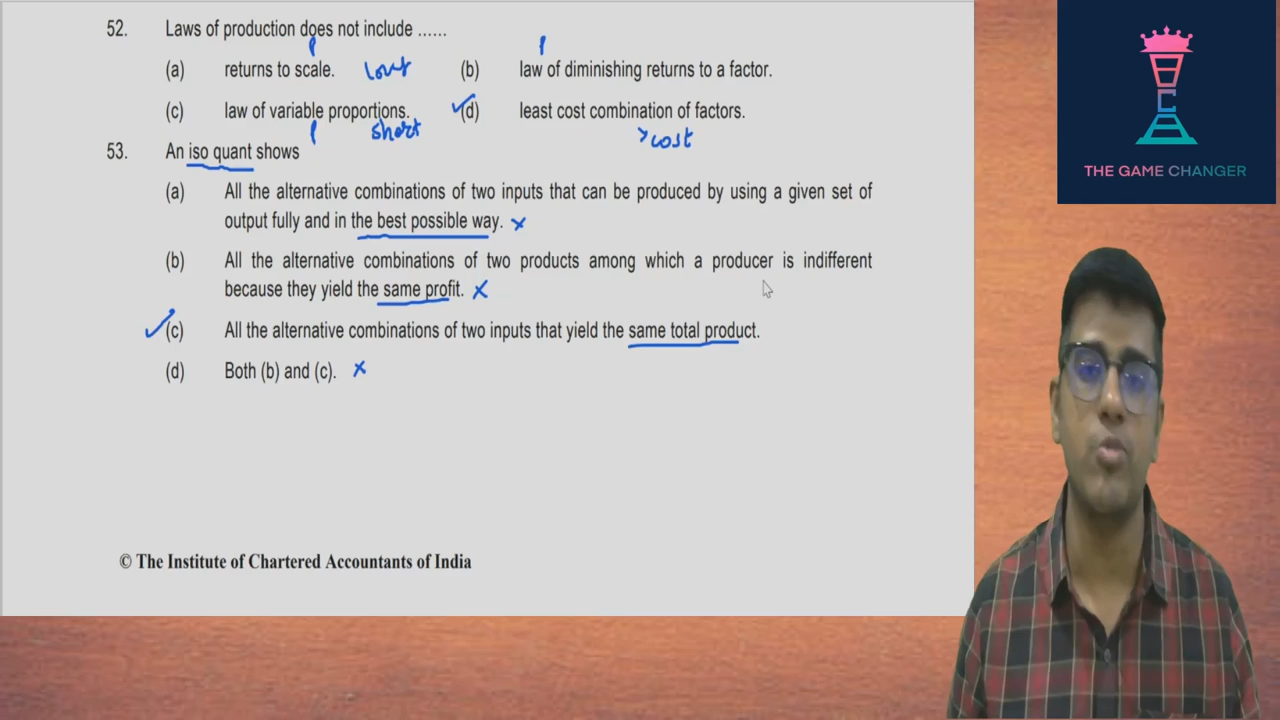 52. Laws of production does not include ......
(a) returns to scale. (b) law of diminishing returns to a factor.
(c) law of variable proportions. short (d) least cost combination of factors.
cost
53. An iso quant shows
(a) All the alternative combinations of two inputs that can be produced by using a given set of
output fully and in the best possible way.
(b) All the alternative combinations of two products among which a producer is indifferent
because they yield the same profit.
(c) All the alternative combinations of two inputs that yield the same total product.
(d) Both (b) and (c).
© The Institute of Chartered Accountants of India
THE GAME CHANGER